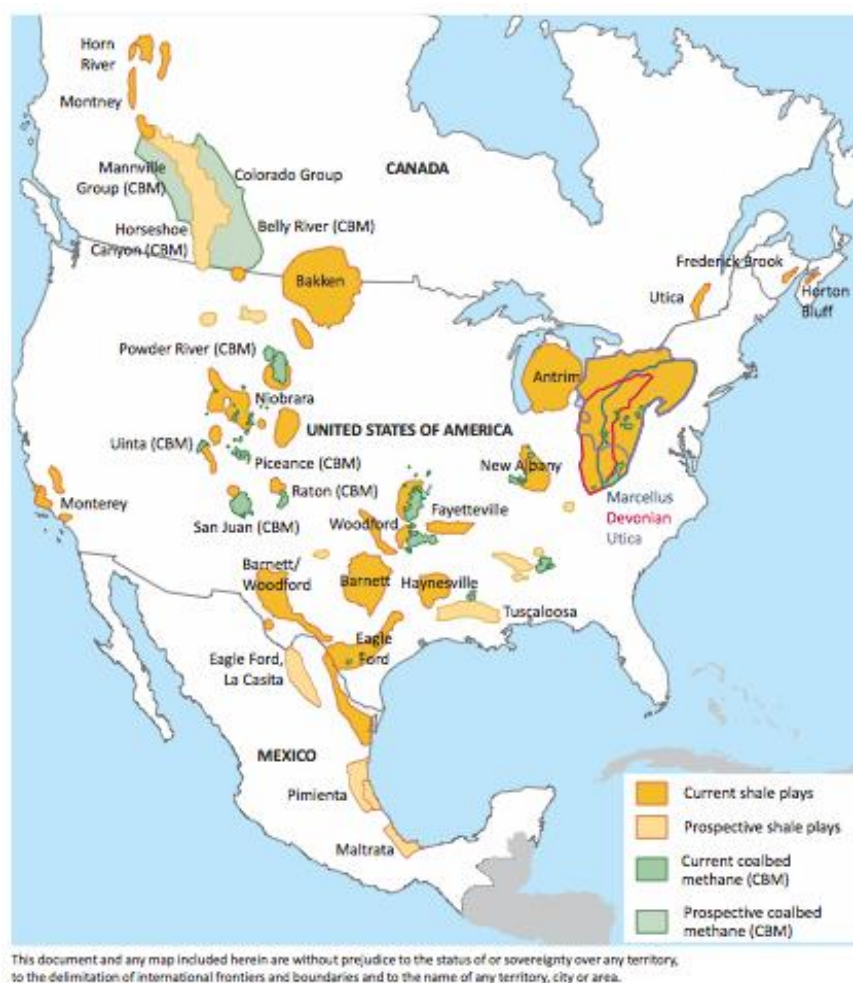 Horn
River
Montney
Mannville
Group (CBM)
Colorado Group
CANADA
Horseshoe
Canyon (CBM)
Belly River (CBM)
Bakken
Frederick Brook
Utica
Horton
Bluff
Powder River (CBM)
Antrim
Niobrara
UNITED STATES OF AMERICA
Uinta (CBM)
Piceance (CBM)
New Albany
Monterey
Raton (CBM)
San Juan (CBM)
Woodford
Fayetteville
Marcellus
Devonian
Utica
Barnett/
Woodford
Barnett
Haynesville
Tuscaloosa
Eagle
Ford
Eagle Ford,
La Casita
MEXICO
Pimienta
Maltrata
Current shale plays
Prospective shale plays
Current coalbed
methane (CBM)
Prospective coalbed
methane (CBM)
This document and any map included herein are without prejudice to the status of or sovereignty over any territory,
to the delimitation of international frontiers and boundaries and to the name of any territory, city or area.